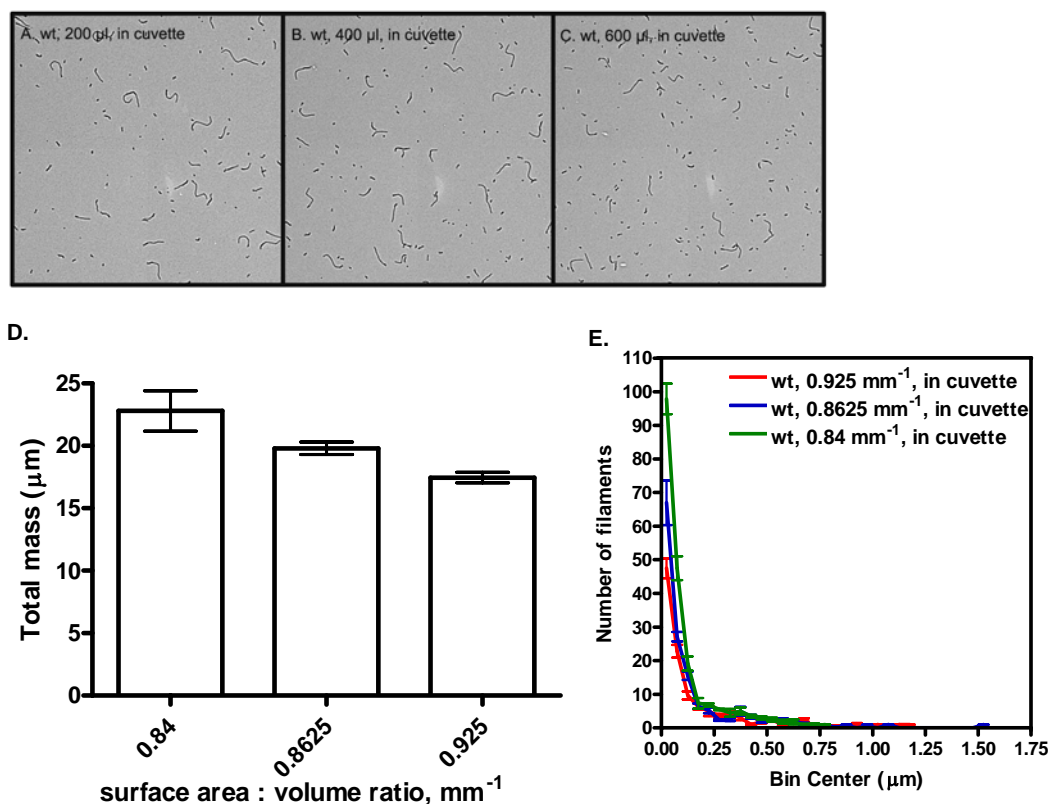 A. wt, 200 µl, in cuvette
B. wt, 400 µl, in cuvette
C. wt, 600 µl, in cuvette
D.
25
20
15
10
5
0
Total mass (μm)
0.84
0.8625
0.925
surface area : volume ratio, mm⁻¹
E.
110
100
90
80
70
60
50
40
30
20
10
0
Number of filaments
wt, 0.925 mm⁻¹, in cuvette
wt, 0.8625 mm⁻¹, in cuvette
wt, 0.84 mm⁻¹, in cuvette
0.00 0.25 0.50 0.75 1.00 1.25 1.50 1.75
Bin Center (μm)